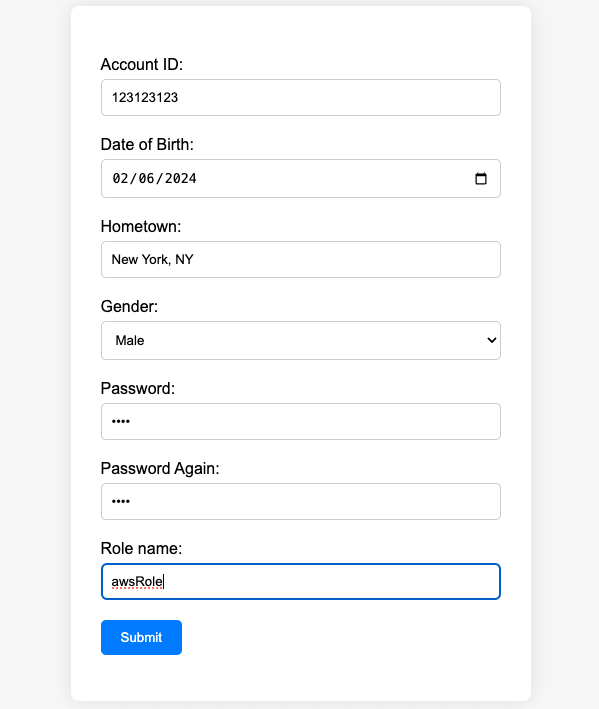 Account ID:
123123123
Date of Birth:
02/06/2024
Hometown:
New York, NY
Gender:
Male
Password:
••••
Password Again:
••••
Role name:
awsRole
Submit